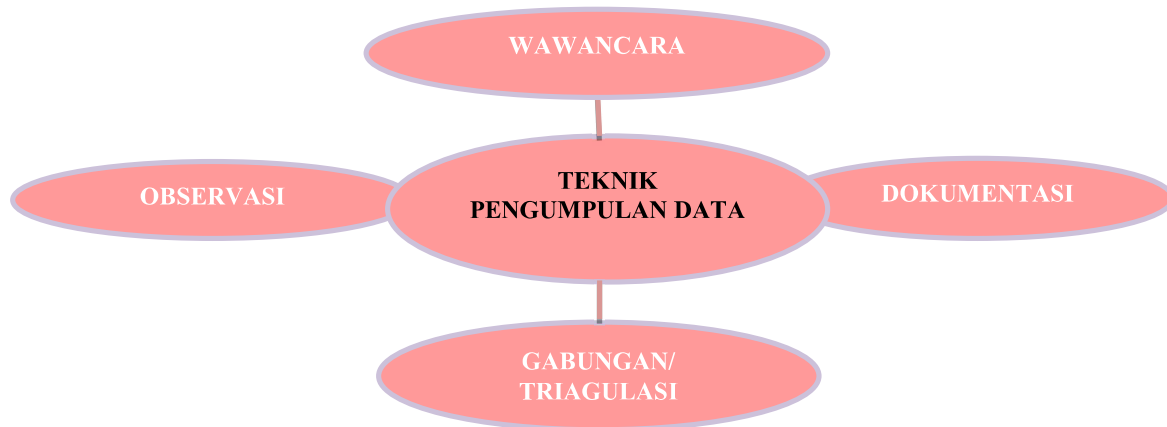 WAWANCARA
OBSERVASI
TEKNIK
PENGUMPULAN DATA
DOKUMENTASI
GABUNGAN/
TRIAGULASI